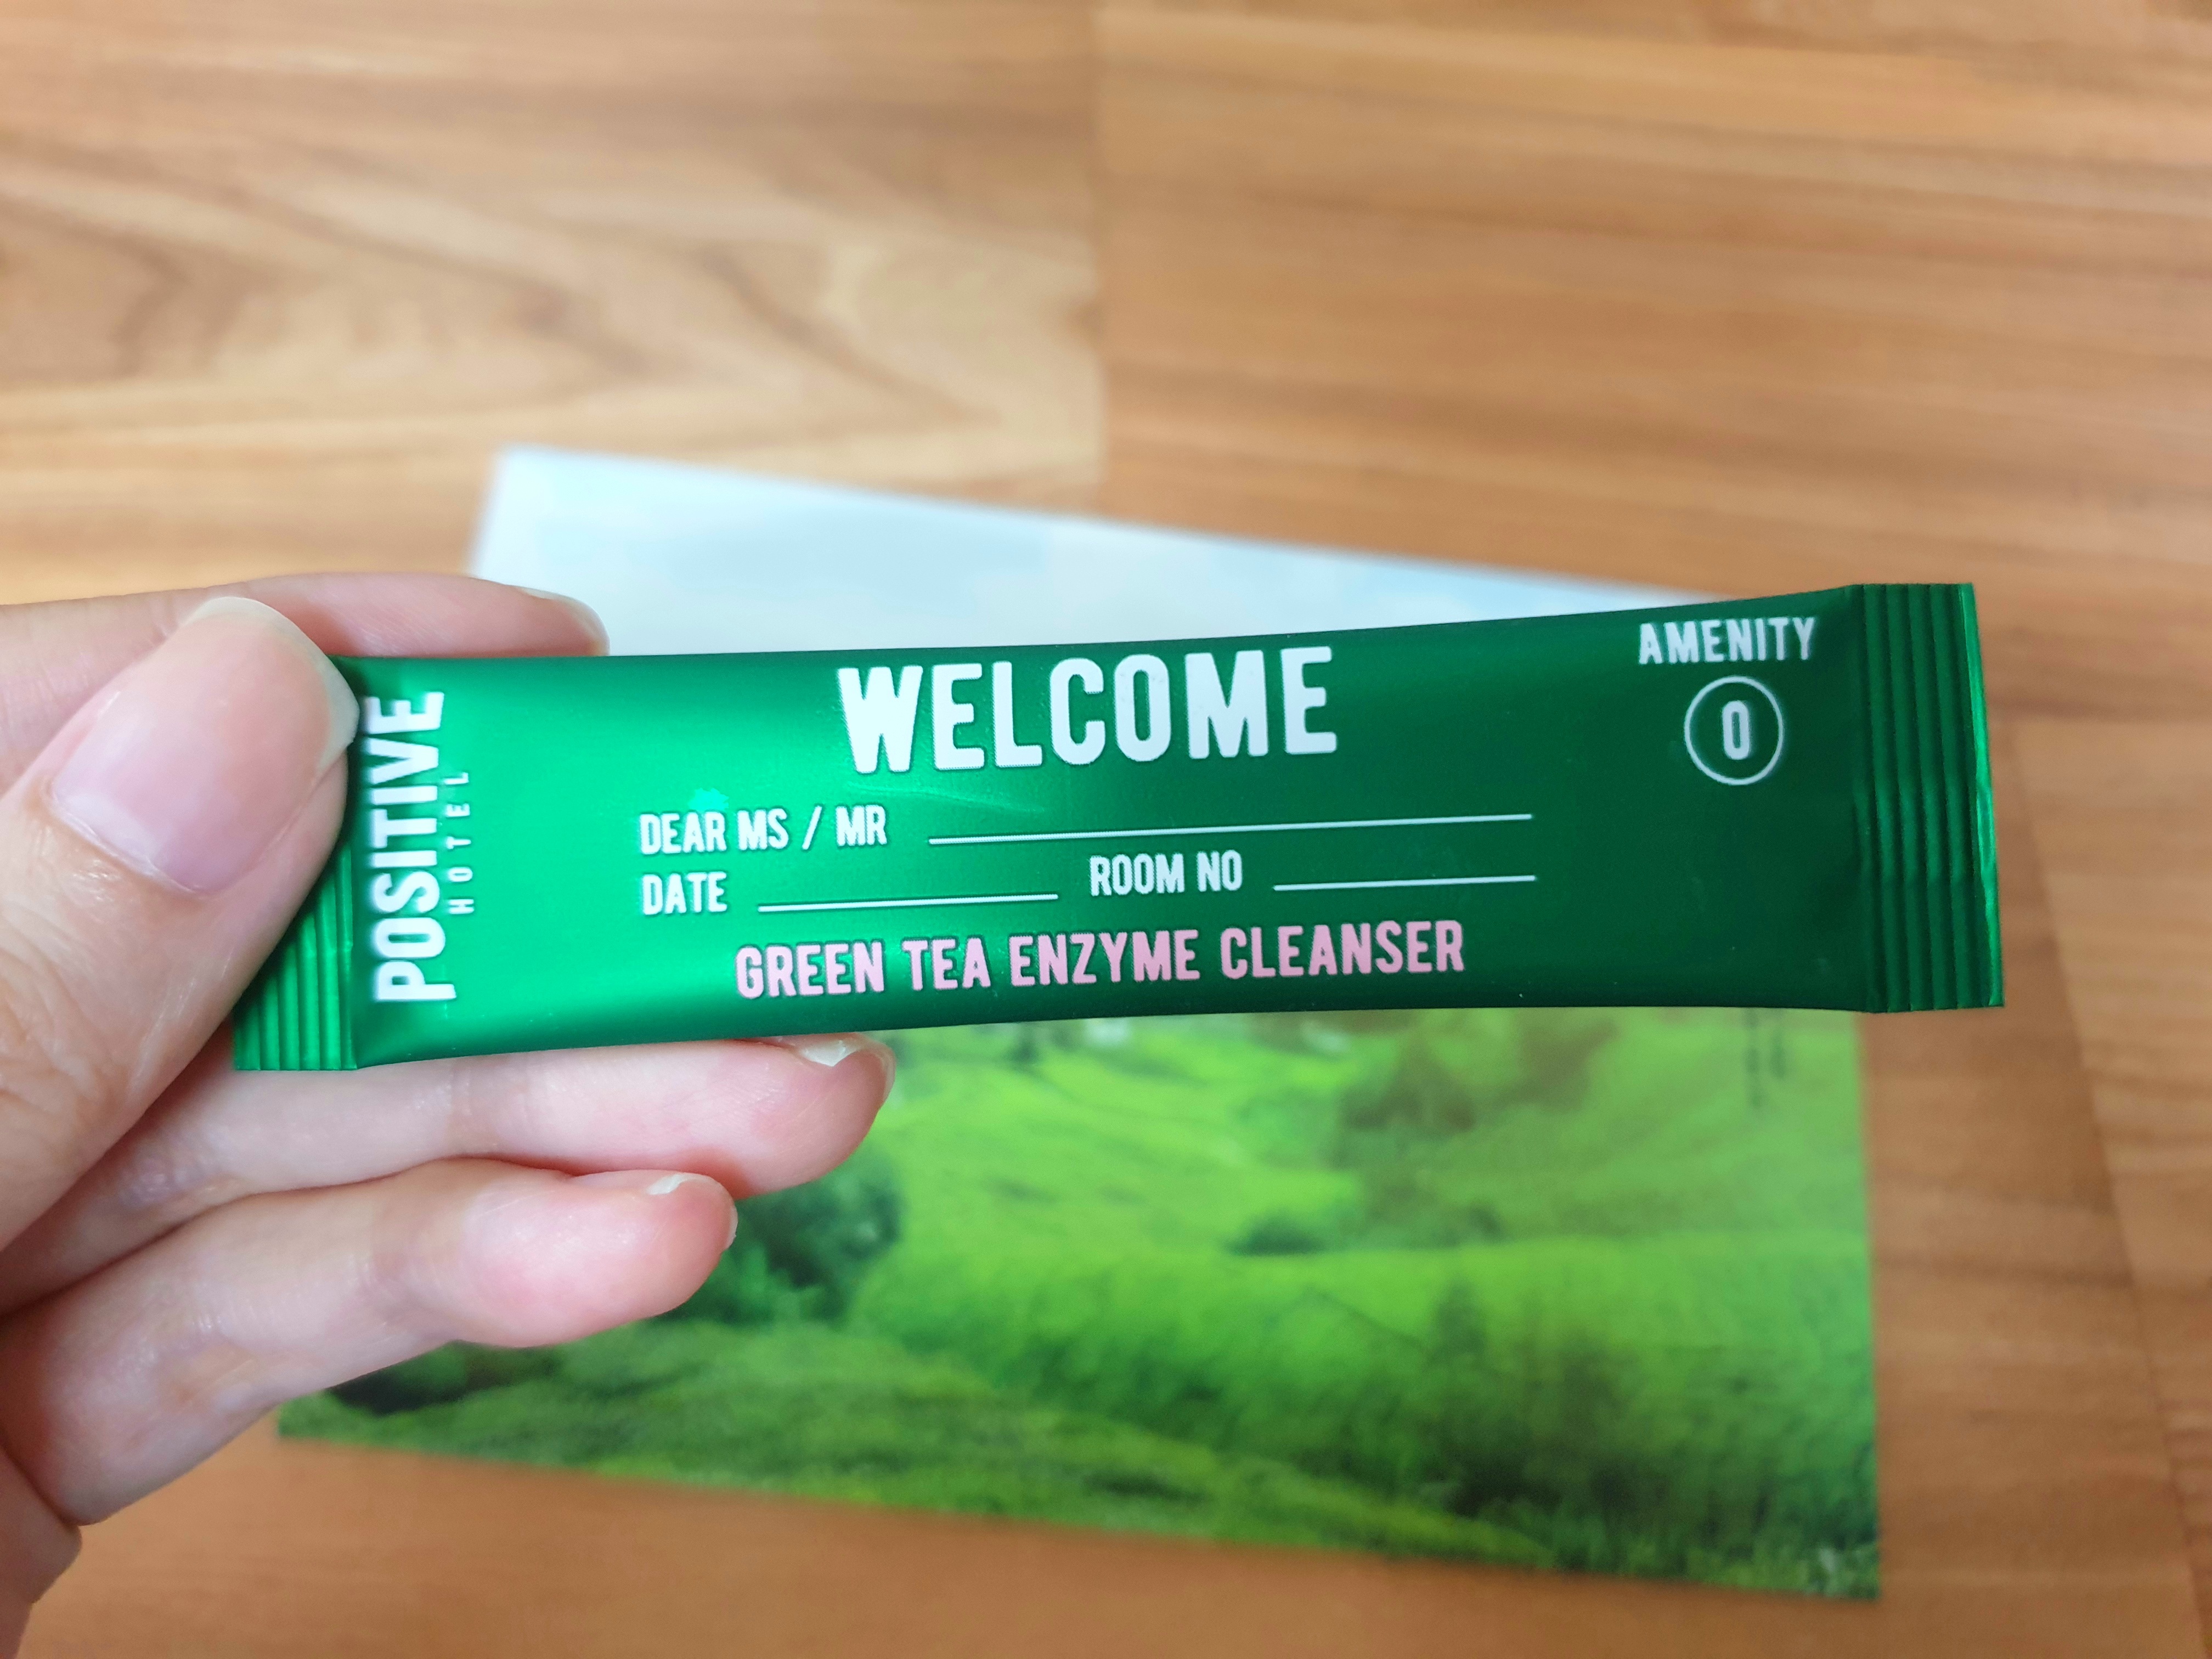 POSITIVE
HOTEL
WELCOME
AMENITY
0
DEAR MS / MR
DATE ROOM NO
GREEN TEA ENZYME CLEANSER